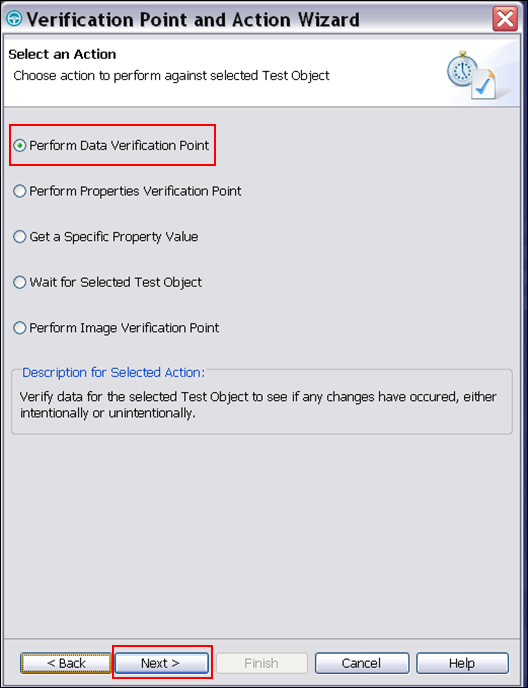 Verification Point and Action Wizard
Select an Action
Choose action to perform against selected Test Object
Perform Data Verification Point
Perform Properties Verification Point
Get a Specific Property Value
Wait for Selected Test Object
Perform Image Verification Point
Description for Selected Action:
Verify data for the selected Test Object to see if any changes have occured, either
intentionally or unintentionally.
< Back
Next >
Finish
Cancel
Help